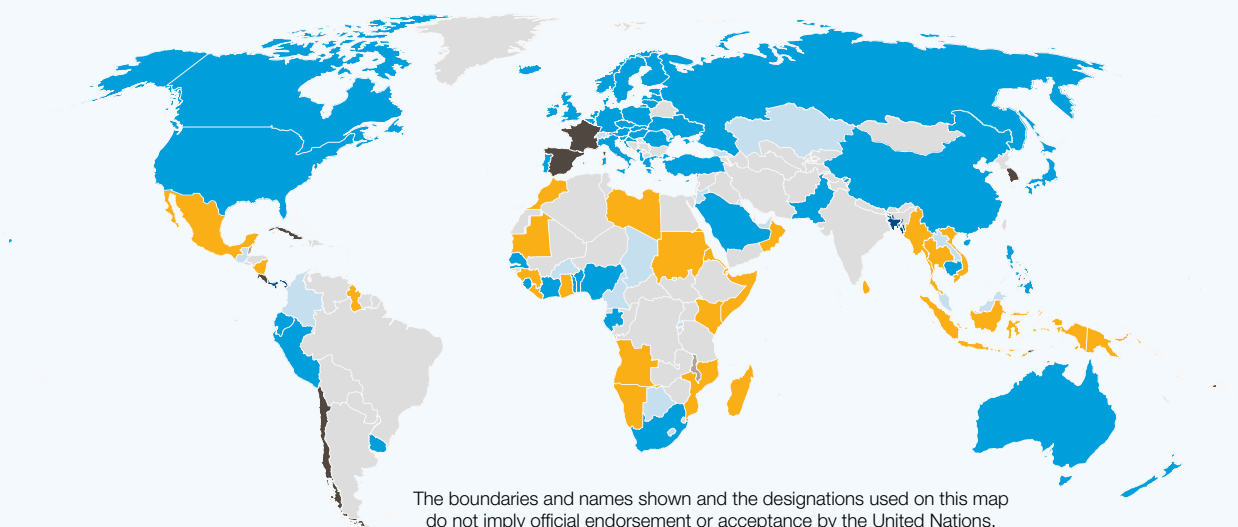 The boundaries and names shown and the designations used on this map
do not imply official endorsement or acceptance by the United Nations.